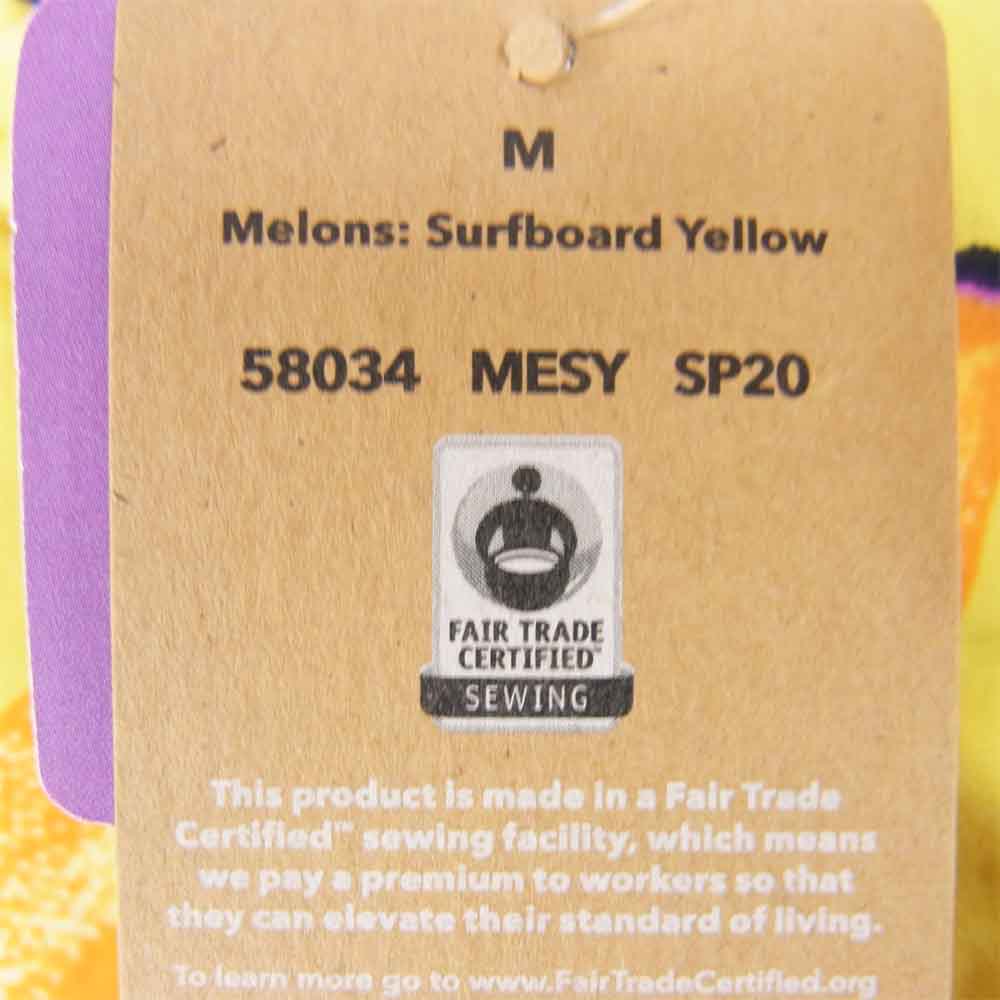 M
Melons: Surfboard Yellow
58034 MESY SP20
FAIR TRADE
CERTIFIED™
SEWING
This product is made in a Fair Trade
Certified™ sewing facility, which means
we pay a premium to workers so that
they can elevate their standard of living.
To learn more go to www.FairTradeCertified.org